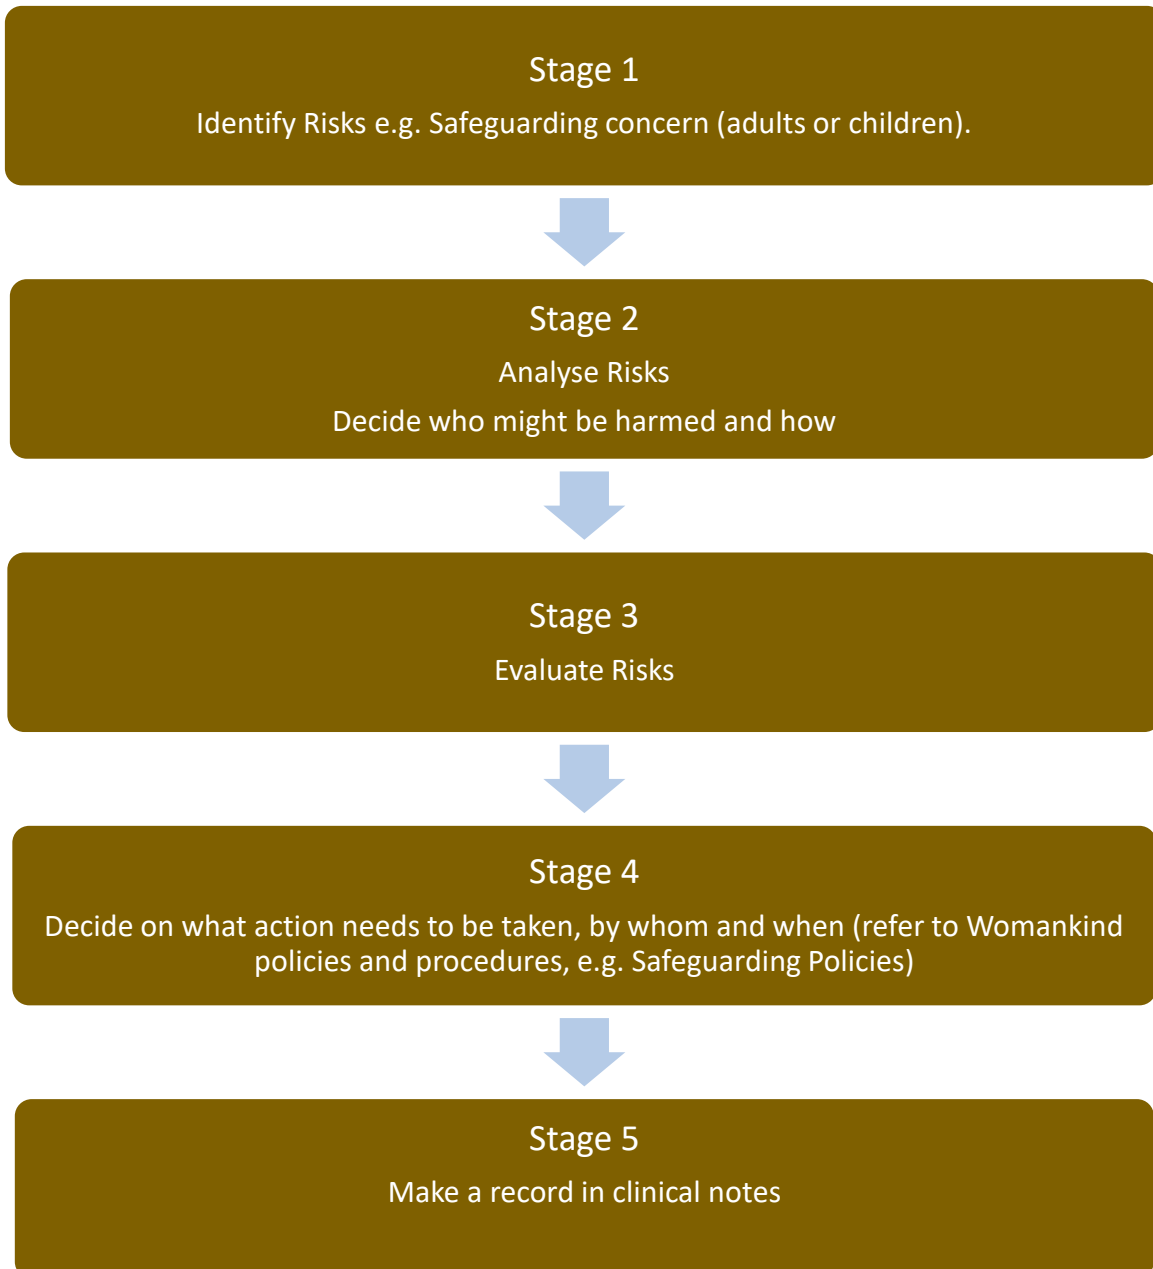 Stage 1
Identify Risks e.g. Safeguarding concern (adults or children).
Stage 2
Analyse Risks
Decide who might be harmed and how
Stage 3
Evaluate Risks
Stage 4
Decide on what action needs to be taken, by whom and when (refer to Womankind
policies and procedures, e.g. Safeguarding Policies)
Stage 5
Make a record in clinical notes